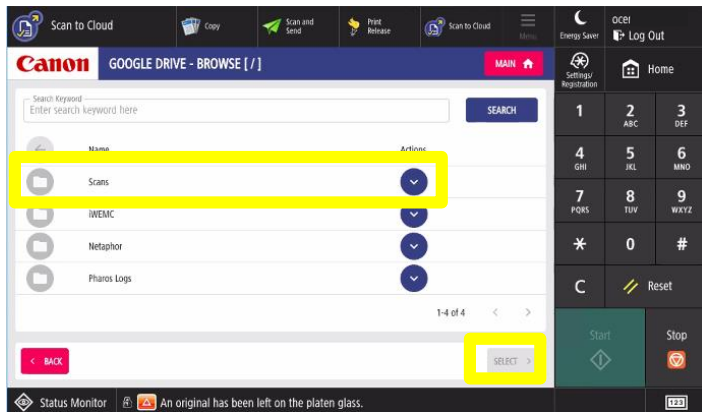 Scan to Cloud
Copy
Scan and Send
Print Release
Scan to Cloud
Menu
Energy Saver
ocer
Log Out
Canon
GOOGLE DRIVE - BROWSE [ / ]
MAIN
Settings/ Registration
Home
Search Keyword
Enter search keyword here
SEARCH
Name
Actions
Scans
iWEMC
Netaphor
Pharos Logs
1-4 of 4
< BACK
SELECT >
1
2 ABC
3 DEF
4 GHI
5 JKL
6 MNO
7 PQRS
8 TUV
9 WXYZ
*
0
#
C
Reset
Start
Stop
Status Monitor
An original has been left on the platen glass.
123